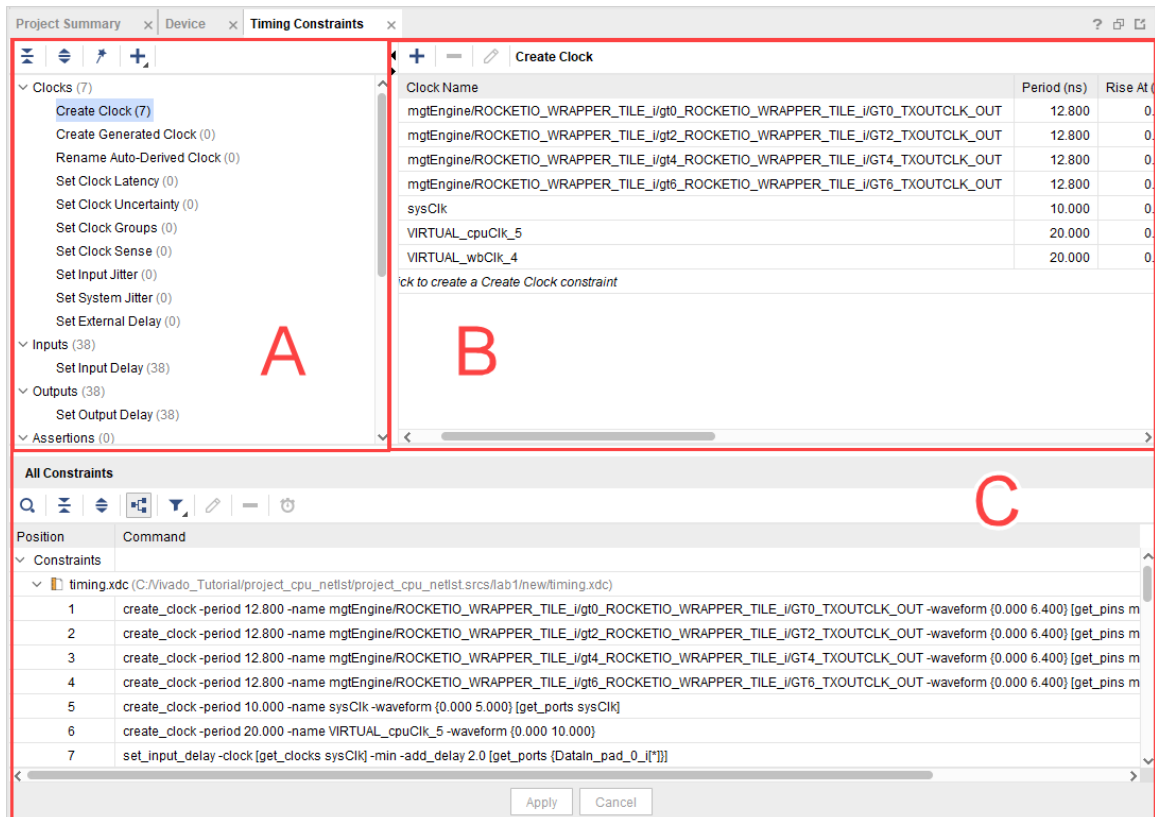 Project Summary × Device × Timing Constraints × ?
Create Clock
Clocks (7)
Create Clock (7)
Create Generated Clock (0)
Rename Auto-Derived Clock (0)
Set Clock Latency (0)
Set Clock Uncertainty (0)
Set Clock Groups (0)
Set Clock Sense (0)
Set Input Jitter (0)
Set System Jitter (0)
Set External Delay (0)
Inputs (38)
Set Input Delay (38)
Outputs (38)
Set Output Delay (38)
Assertions (0)
A
Clock Name Period (ns) Rise At (
mgtEngine/ROCKETIO_WRAPPER_TILE_i/gt0_ROCKETIO_WRAPPER_TILE_i/GT0_TXOUTCLK_OUT 12.800 0.
mgtEngine/ROCKETIO_WRAPPER_TILE_i/gt2_ROCKETIO_WRAPPER_TILE_i/GT2_TXOUTCLK_OUT 12.800 0.
mgtEngine/ROCKETIO_WRAPPER_TILE_i/gt4_ROCKETIO_WRAPPER_TILE_i/GT4_TXOUTCLK_OUT 12.800 0.
mgtEngine/ROCKETIO_WRAPPER_TILE_i/gt6_ROCKETIO_WRAPPER_TILE_i/GT6_TXOUTCLK_OUT 12.800 0.
sysClk 10.000 0.
VIRTUAL_cpuClk_5 20.000 0.
VIRTUAL_wbClk_4 20.000 0.
ick to create a Create Clock constraint
B
All Constraints
C
Position Command
Constraints
timing.xdc (C:/Vivado_Tutorial/project_cpu_netlst/project_cpu_netlst.srcs/lab1/new/timing.xdc)
1 create_clock -period 12.800 -name mgtEngine/ROCKETIO_WRAPPER_TILE_i/gt0_ROCKETIO_WRAPPER_TILE_i/GT0_TXOUTCLK_OUT -waveform {0.000 6.400} [get_pins m
2 create_clock -period 12.800 -name mgtEngine/ROCKETIO_WRAPPER_TILE_i/gt2_ROCKETIO_WRAPPER_TILE_i/GT2_TXOUTCLK_OUT -waveform {0.000 6.400} [get_pins m
3 create_clock -period 12.800 -name mgtEngine/ROCKETIO_WRAPPER_TILE_i/gt4_ROCKETIO_WRAPPER_TILE_i/GT4_TXOUTCLK_OUT -waveform {0.000 6.400} [get_pins m
4 create_clock -period 12.800 -name mgtEngine/ROCKETIO_WRAPPER_TILE_i/gt6_ROCKETIO_WRAPPER_TILE_i/GT6_TXOUTCLK_OUT -waveform {0.000 6.400} [get_pins m
5 create_clock -period 10.000 -name sysClk -waveform {0.000 5.000} [get_ports sysClk]
6 create_clock -period 20.000 -name VIRTUAL_cpuClk_5 -waveform {0.000 10.000}
7 set_input_delay -clock [get_clocks sysClk] -min -add_delay 2.0 [get_ports {DataIn_pad_0_i[*]}]
Apply Cancel